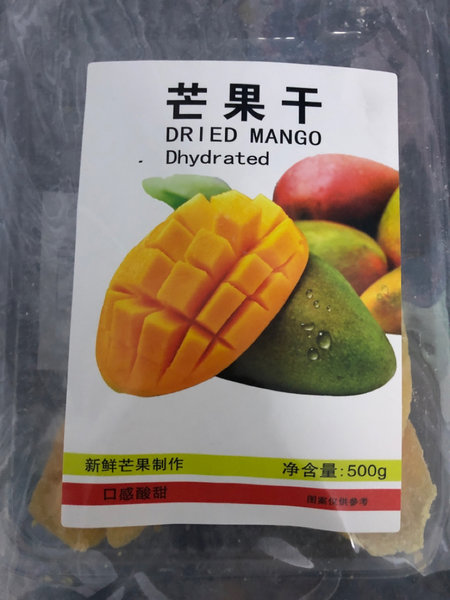 芒果干
DRIED MANGO
Dhydrated
新鲜芒果制作
净含量:500g
口感酸甜
图案仅供参考